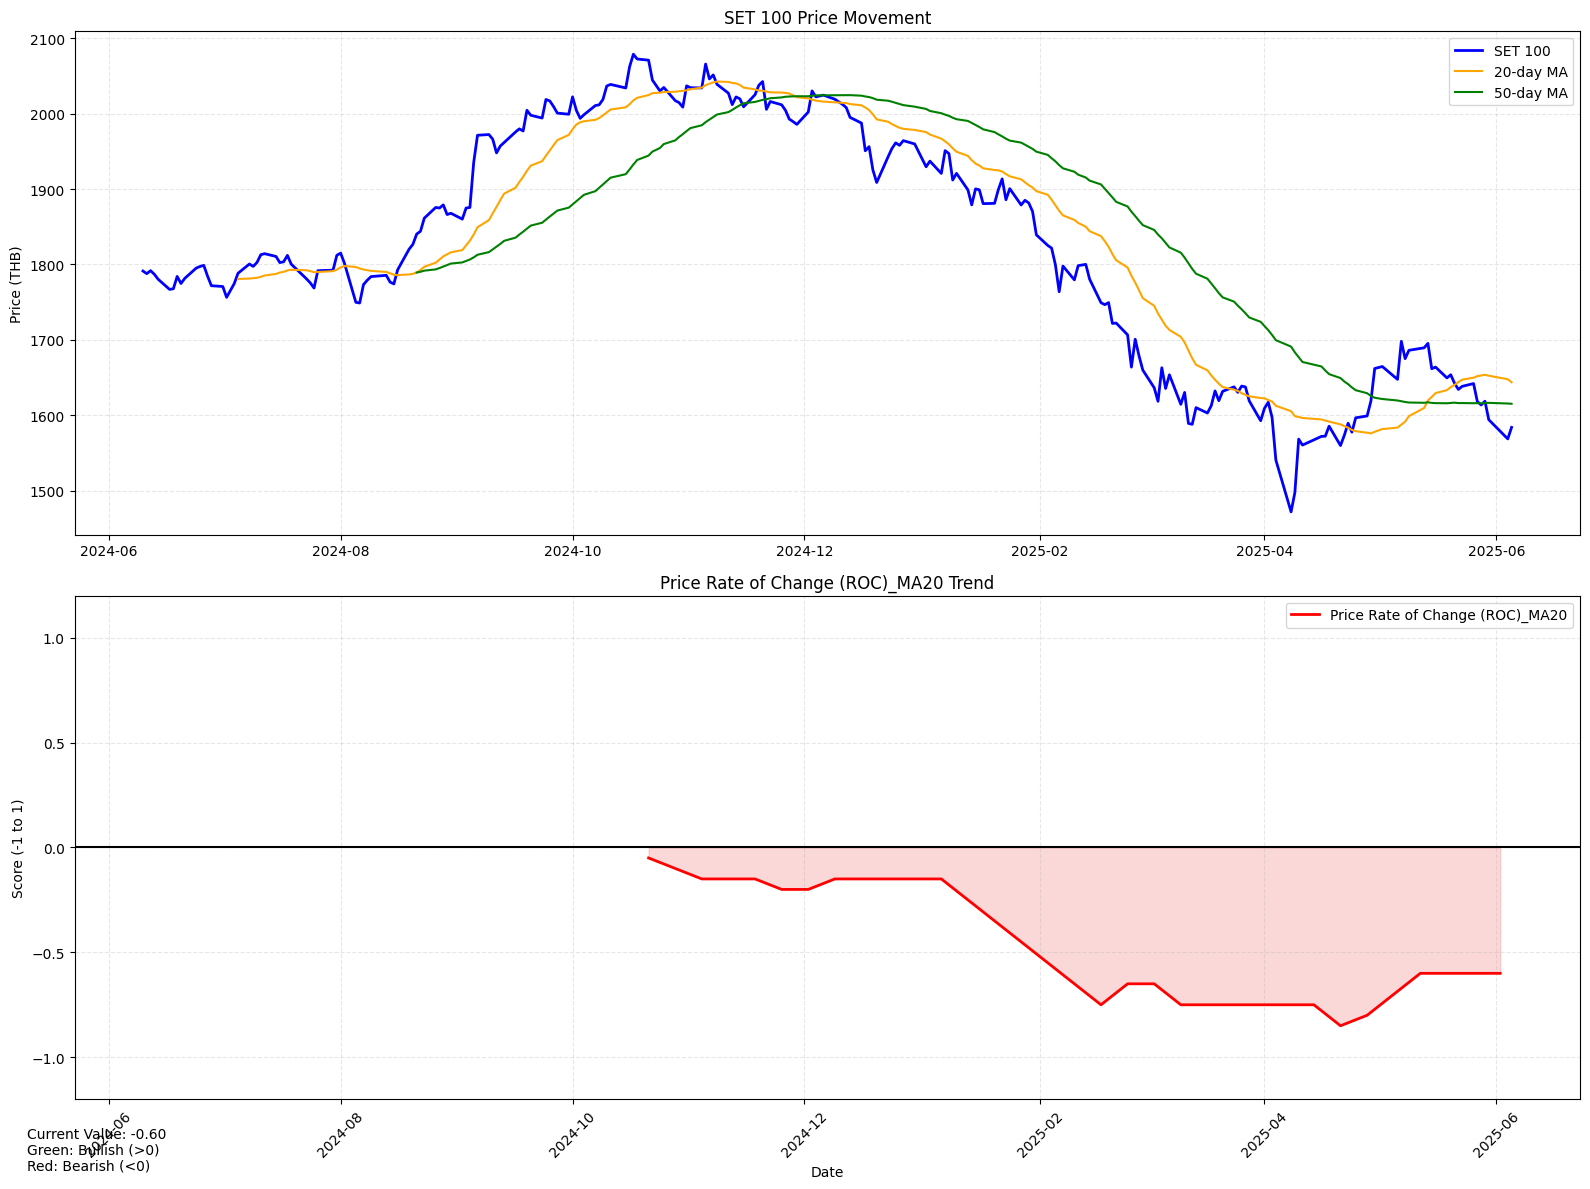 SET 100 Price Movement
SET 100
20-day MA
50-day MA
Price (THB)
2100
2000
1900
1800
1700
1600
1500
2024-06
2024-08
2024-10
2024-12
2025-02
2025-04
2025-06
Price Rate of Change (ROC)_MA20 Trend
Price Rate of Change (ROC)_MA20
Score (-1 to 1)
1.0
0.5
0.0
−0.5
−1.0
2024-06
2024-08
2024-10
2024-12
2025-02
2025-04
2025-06
Date
Current Value: -0.60
Green: Bullish (>0)
Red: Bearish (<0)